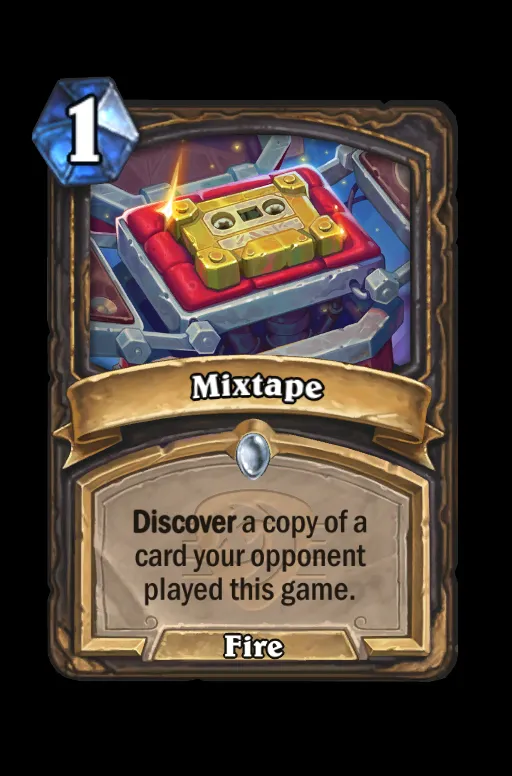 1
Mixtape
Discover a copy of a
card your opponent
played this game.
Fire